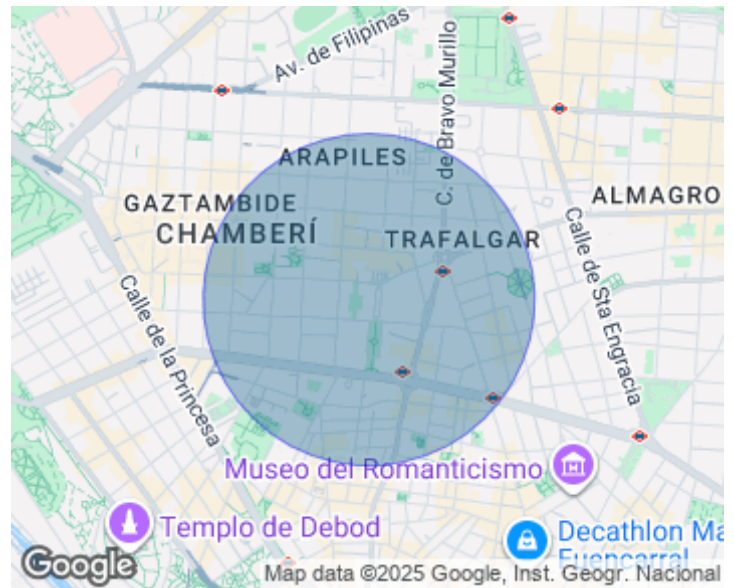 Av. de Filipinas
C. de Bravo Murillo
ARAPILES
GAZTAMBIDE
CHAMBERÍ
ALMAGRO
TRAFALGAR
Calle de Sta Engracia
Calle de la Princesa
Museo del Romanticismo
Templo de Debod
Decathlon Ma
Fuencarral
Google
Map data ©2025 Google, Inst. Geogr. Nacional